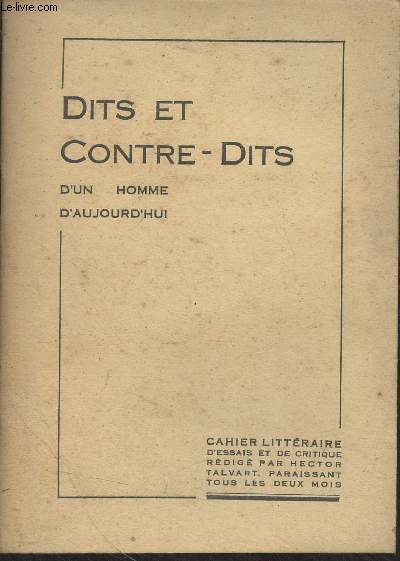 Le-livre.com
DITS ET
CONTRE-DITS
D'UN HOMME
D'AUJOURD'HUI
CAHIER LITTÉRAIRE
D'ESSAIS ET DE CRITIQUE
RÉDIGÉ PAR HECTOR
TALVART, PARAISSANT
TOUS LES DEUX MOIS